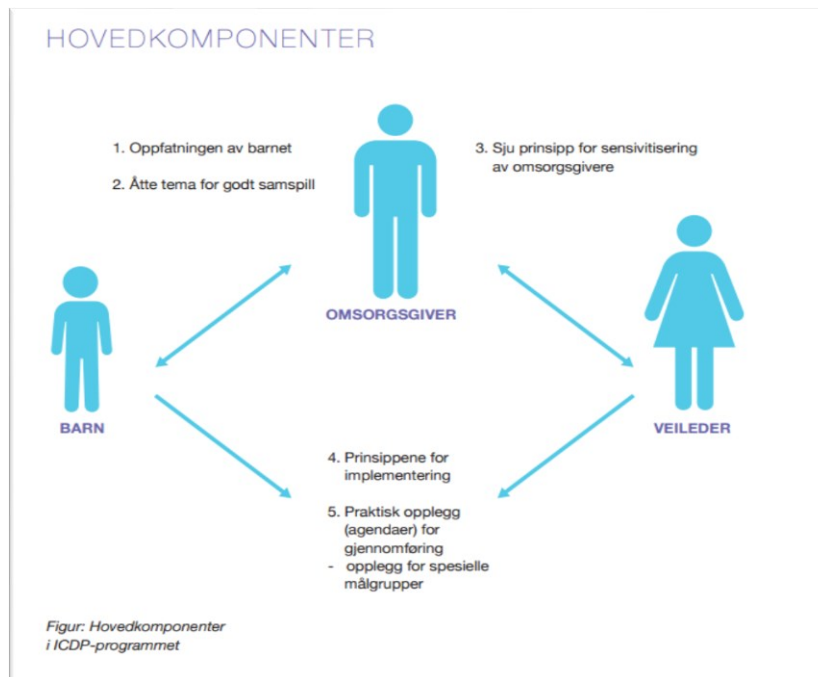 HOVEDKOMPONENTER
1. Oppfatningen av barnet
2. Åtte tema for godt samspill
3. Sju prinsipp for sensivitisering
av omsorgsgivere
OMSORGSGIVER
BARN
VEILEDER
4. Prinsippene for
implementering
5. Praktisk opplegg
(agendaer) for
gjennomføring
- opplegg for spesielle
målgrupper
Figur: Hovedkomponenter
i ICDP-programmet